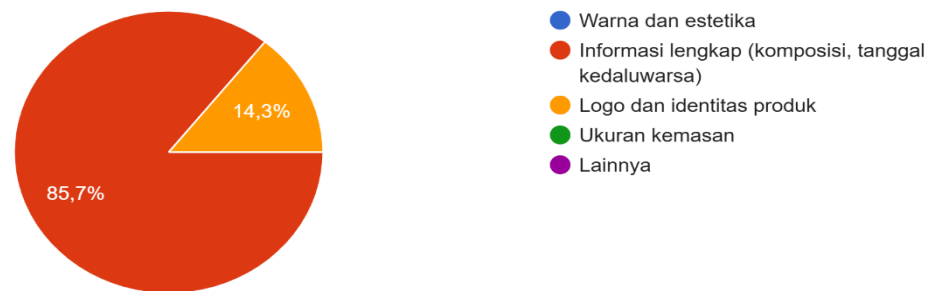 14,3%
85,7%
Warna dan estetika
Informasi lengkap (komposisi, tanggal
kedaluwarsa)
Logo dan identitas produk
Ukuran kemasan
Lainnya